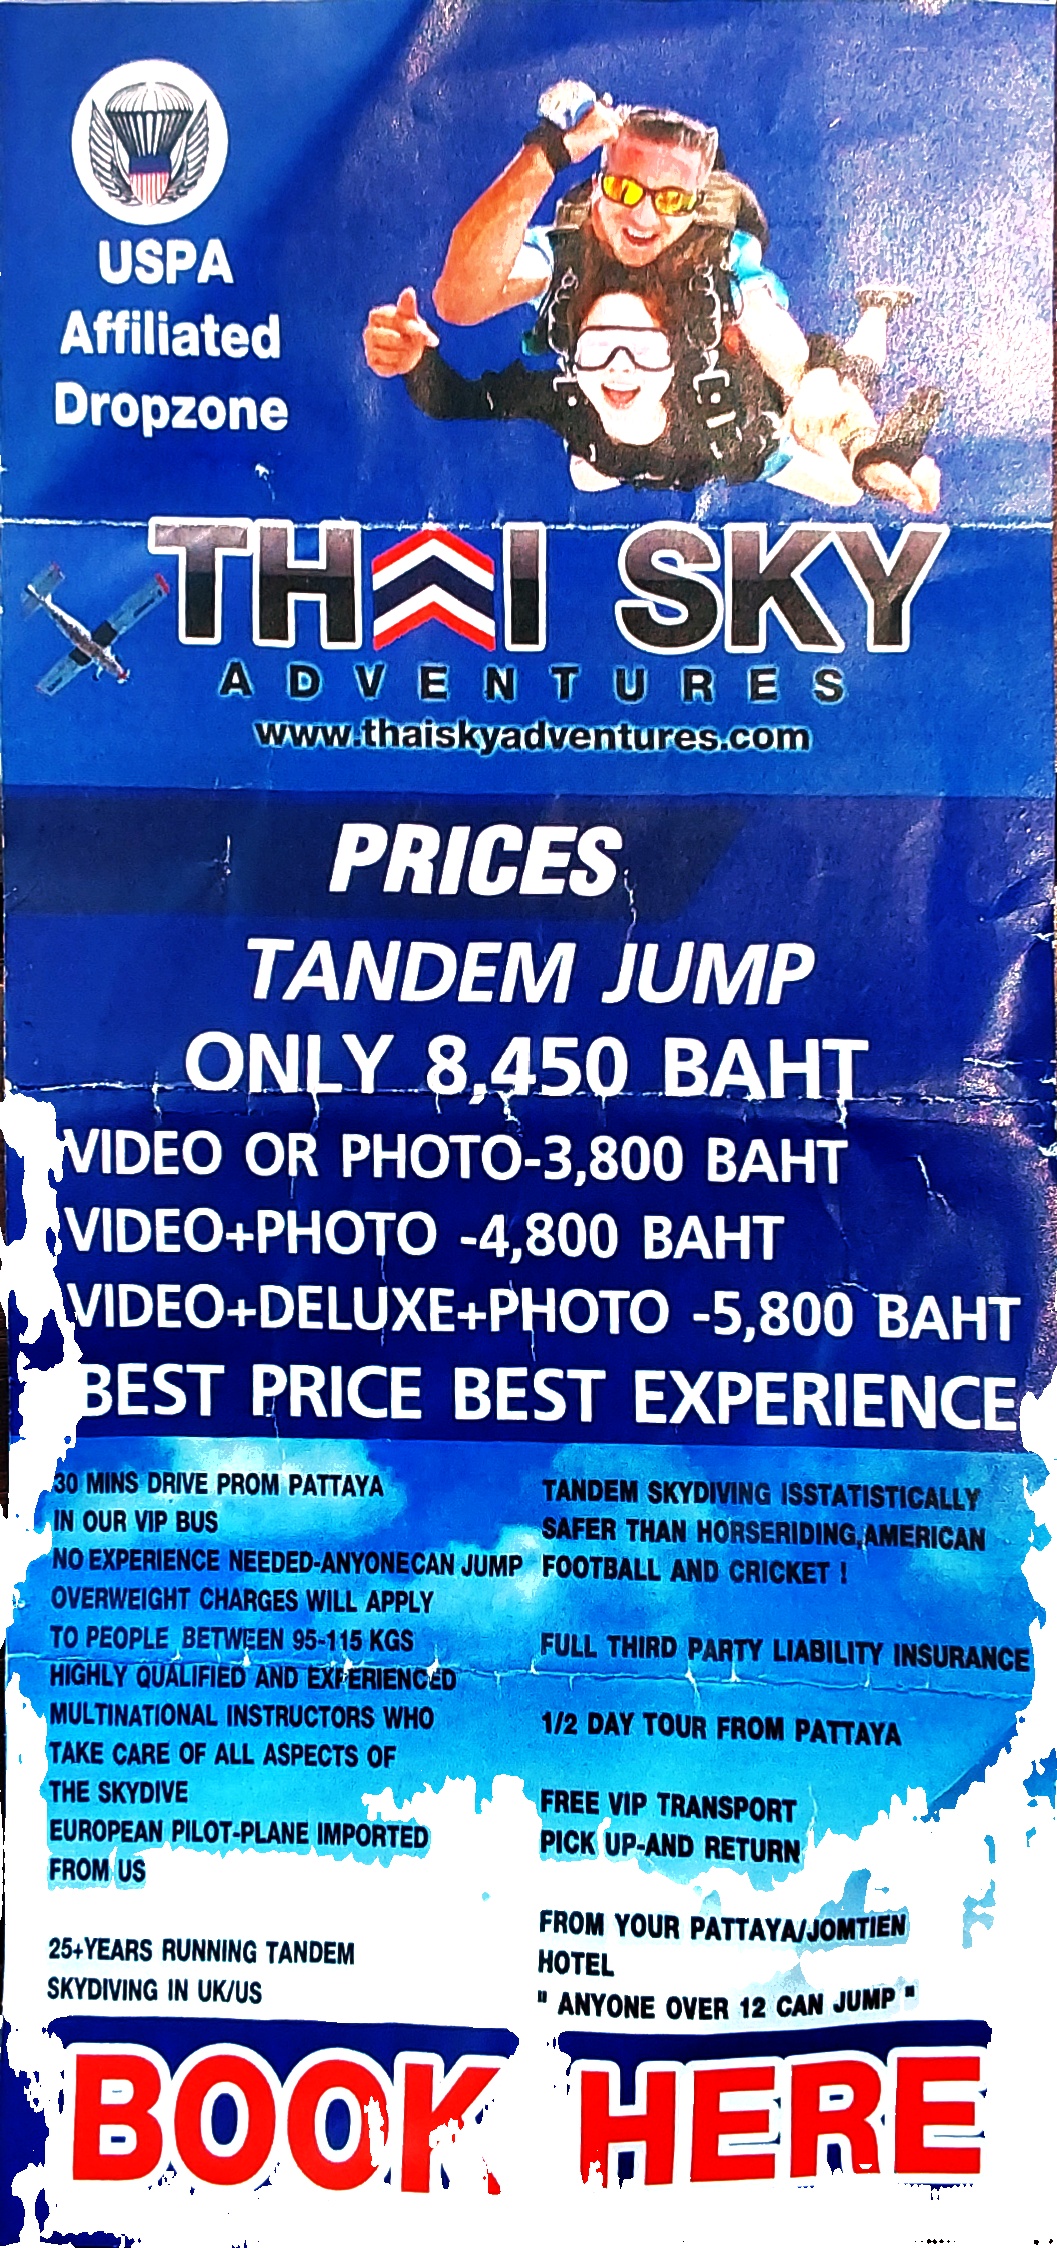 USPA
Affiliated
Dropzone
THAI SKY
ADVENTURES
www.thaiskyadventures.com
PRICES
TANDEM JUMP
ONLY 8,450 BAHT
VIDEO OR PHOTO-3,800 BAHT
VIDEO+PHOTO -4,800 BAHT
VIDEO+DELUXE+PHOTO -5,800 BAHT
BEST PRICE BEST EXPERIENCE
30 MINS DRIVE PROM PATTAYA
IN OUR VIP BUS
NO EXPERIENCE NEEDED-ANYONE CAN JUMP
OVERWEIGHT CHARGES WILL APPLY
TO PEOPLE BETWEEN 95-115 KGS
HIGHLY QUALIFIED AND EXPERIENCED
MULTINATIONAL INSTRUCTORS WHO
TAKE CARE OF ALL ASPECTS OF
THE SKYDIVE
EUROPEAN PILOT-PLANE IMPORTED
FROM US
25+YEARS RUNNING TANDEM
SKYDIVING IN UK/US
TANDEM SKYDIVING ISSTATISTICALLY
SAFER THAN HORSERIDING,AMERICAN
FOOTBALL AND CRICKET !
FULL THIRD PARTY LIABILITY INSURANCE
1/2 DAY TOUR FROM PATTAYA
FREE VIP TRANSPORT
PICK UP-AND RETURN
FROM YOUR PATTAYA/JOMTIEN
HOTEL
" ANYONE OVER 12 CAN JUMP "
BOOK HERE